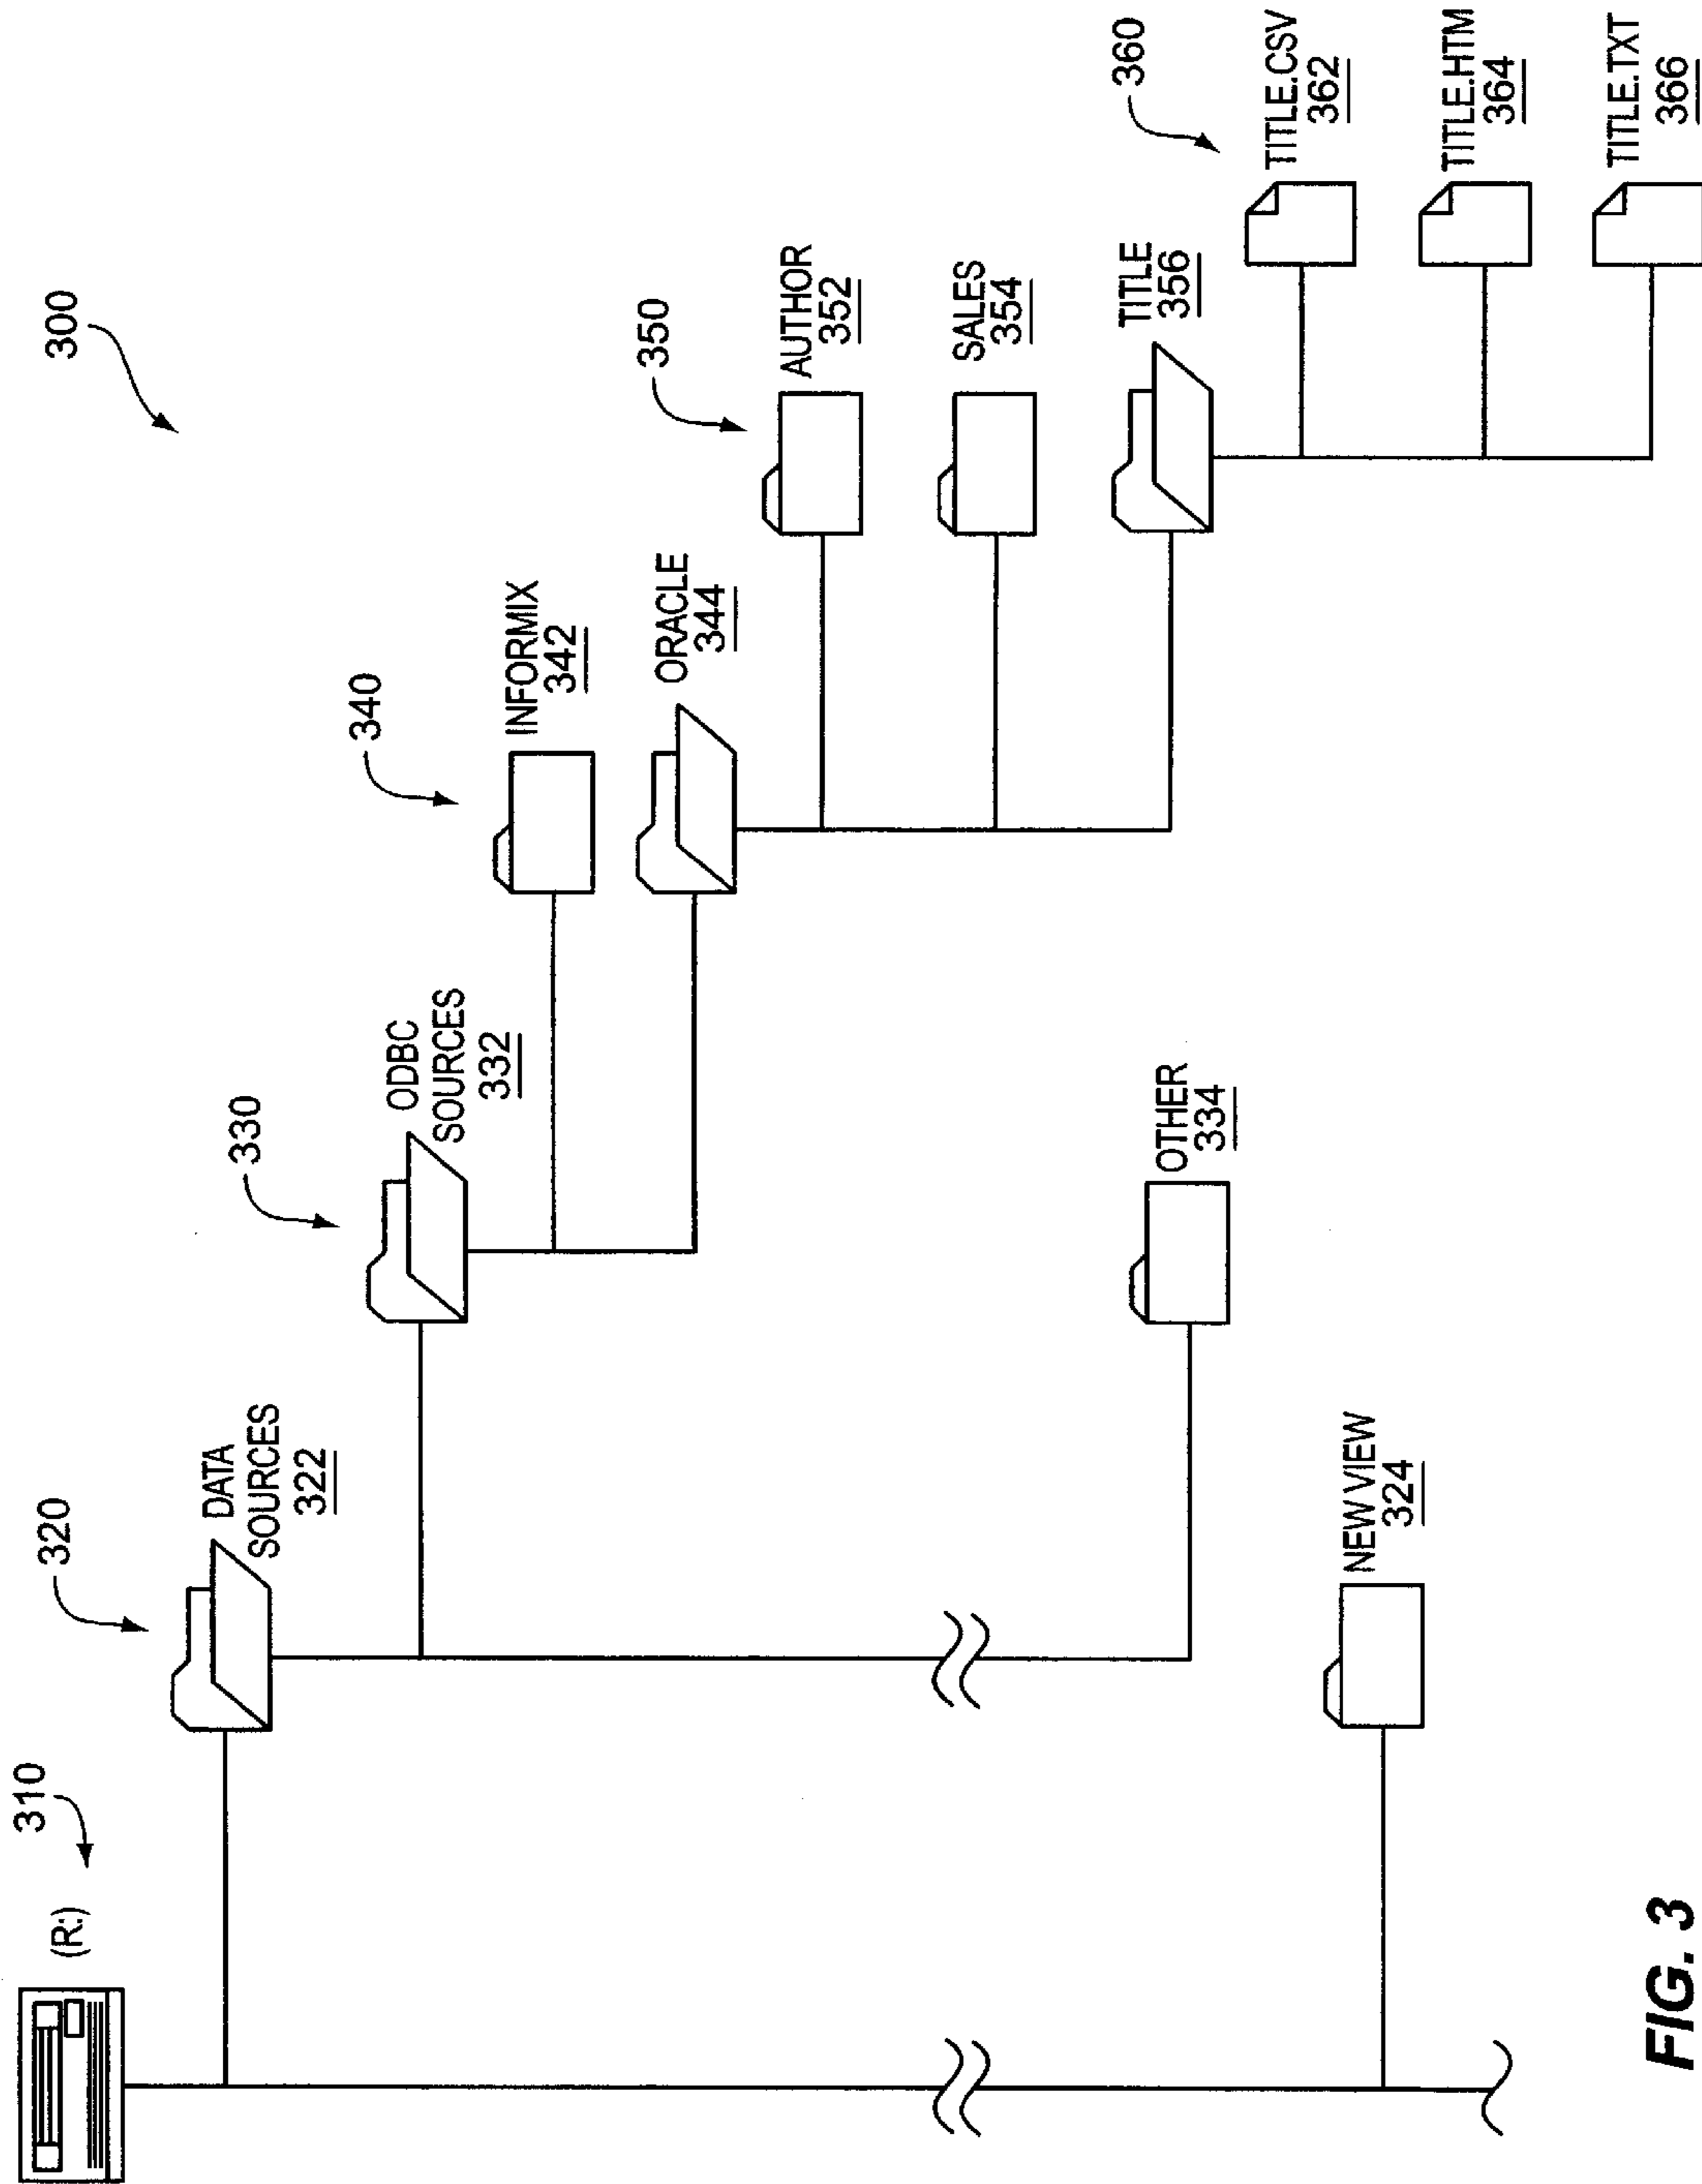 300
310
(R:)
320
DATA
SOURCES
322
330
ODBC
SOURCES
332
340
INFORMIX
342
ORACLE
344
350
AUTHOR
352
SALES
354
TITLE
356
360
TITLE.CSV
362
TITLE.HTM
364
TITLE.TXT
366
OTHER
334
NEW VIEW
324
FIG. 3